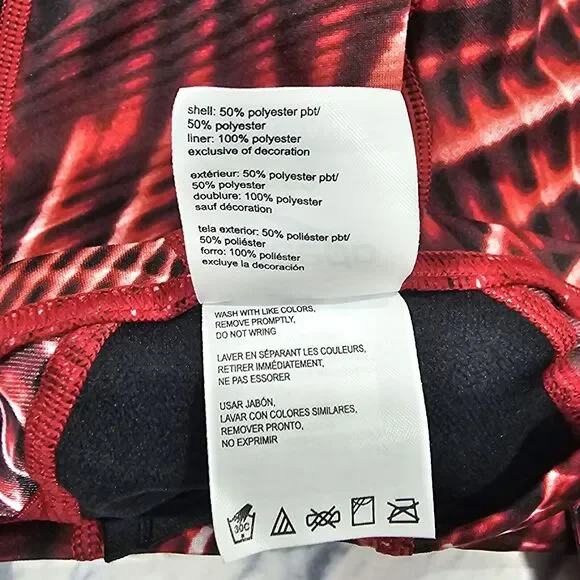 shell: 50% polyester pbt/
50% polyester
liner: 100% polyester
exclusive of decoration
extérieur: 50% polyester pbt/
50% polyester
doublure: 100% polyester
sauf décoration
tela exterior: 50% poliéster pbt/
50% poliéster
forro: 100% poliéster
excluye la decoración
WASH WITH LIKE COLORS,
REMOVE PROMPTLY,
DO NOT WRING
LAVER EN SÉPARANT LES COULEURS,
RETIRER IMMÉDIATEMENT,
NE PAS ESSORER
USAR JABÓN,
LAVAR CON COLORES SIMILARES,
REMOVER PRONTO,
NO EXPRIMIR
30C